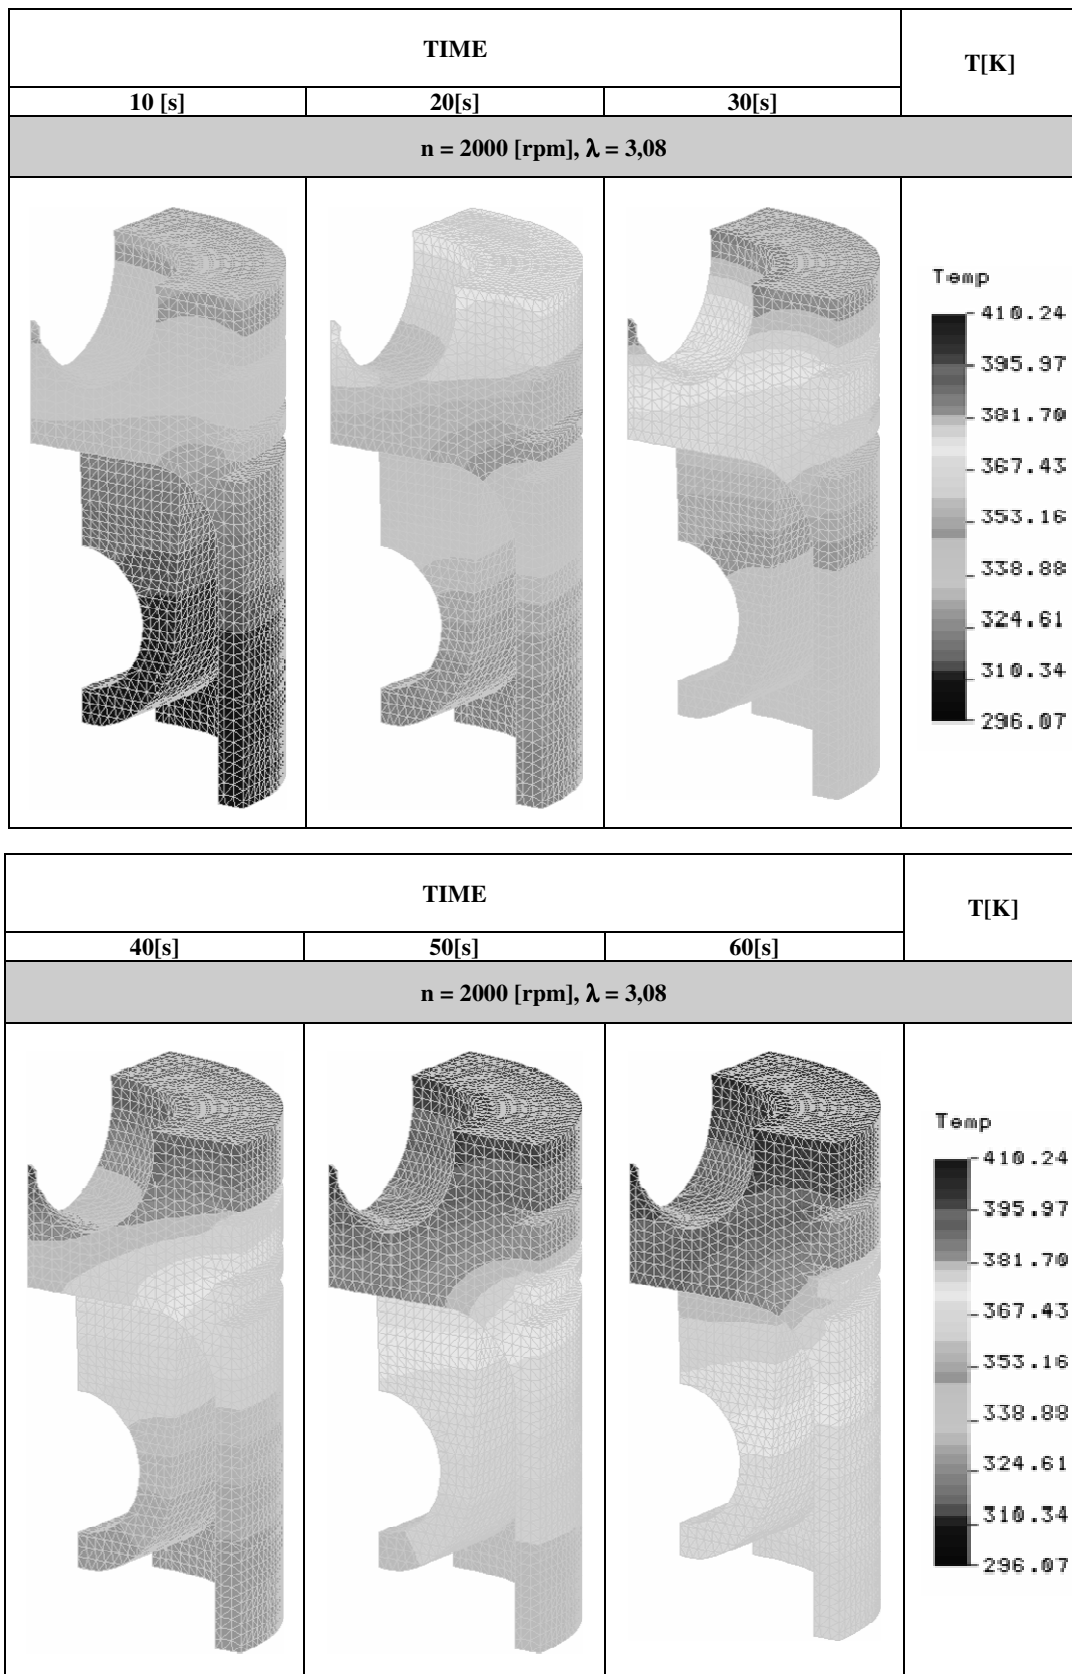 TIME
T[K]
10 [s]
20[s]
30[s]
n = 2000 [rpm], λ = 3,08
Temp
410.24
395.97
381.70
367.43
353.16
338.88
324.61
310.34
296.07
TIME
T[K]
40[s]
50[s]
60[s]
n = 2000 [rpm], λ = 3,08
Temp
410.24
395.97
381.70
367.43
353.16
338.88
324.61
310.34
296.07